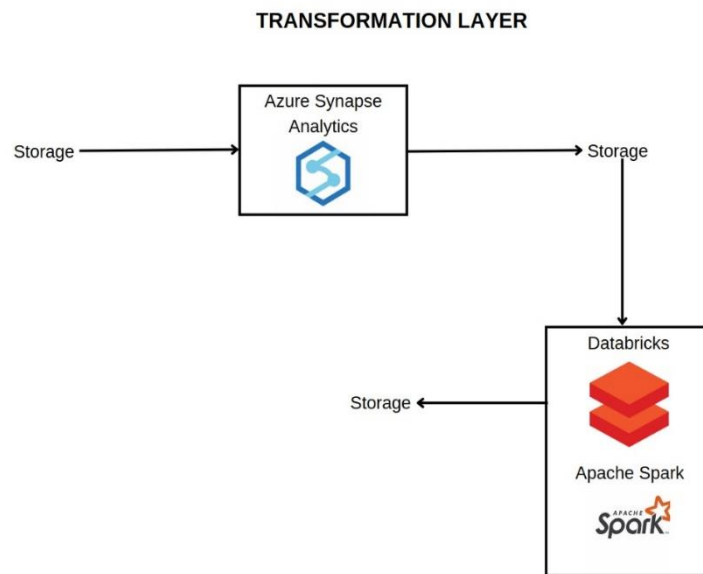 TRANSFORMATION LAYER
Azure Synapse
Analytics
Storage
Storage
Databricks
Storage
Apache Spark
APACHE
Spark